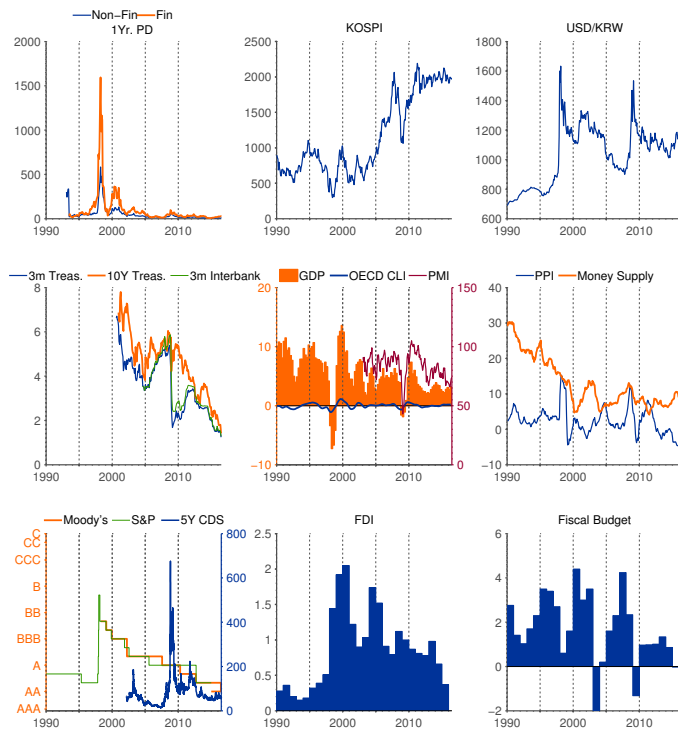 Non-Fin Fin
1Yr. PD
2000
1500
1000
500
0
1990 2000 2010
KOSPI
2500
2000
1500
1000
500
0
1990 2000 2010
USD/KRW
1800
1600
1400
1200
1000
800
600
1990 2000 2010
3m Treas. 10Y Treas. 3m Interbank
8
6
4
2
0
1990 2000 2010
GDP OECD CLI PMI
20 150
10 100
0 50
−10 0
1990 2000 2010
PPI Money Supply
40
30
20
10
0
−10
1990 2000 2010
Moody's S&P 5Y CDS
C 800
CC
CCC
600
B
BB 400
BBB
A 200
AA
AAA 0
1990 2000 2010
FDI
2.5
2
1.5
1
0.5
0
1990 2000 2010
Fiscal Budget
6
4
2
0
−2
1990 2000 2010